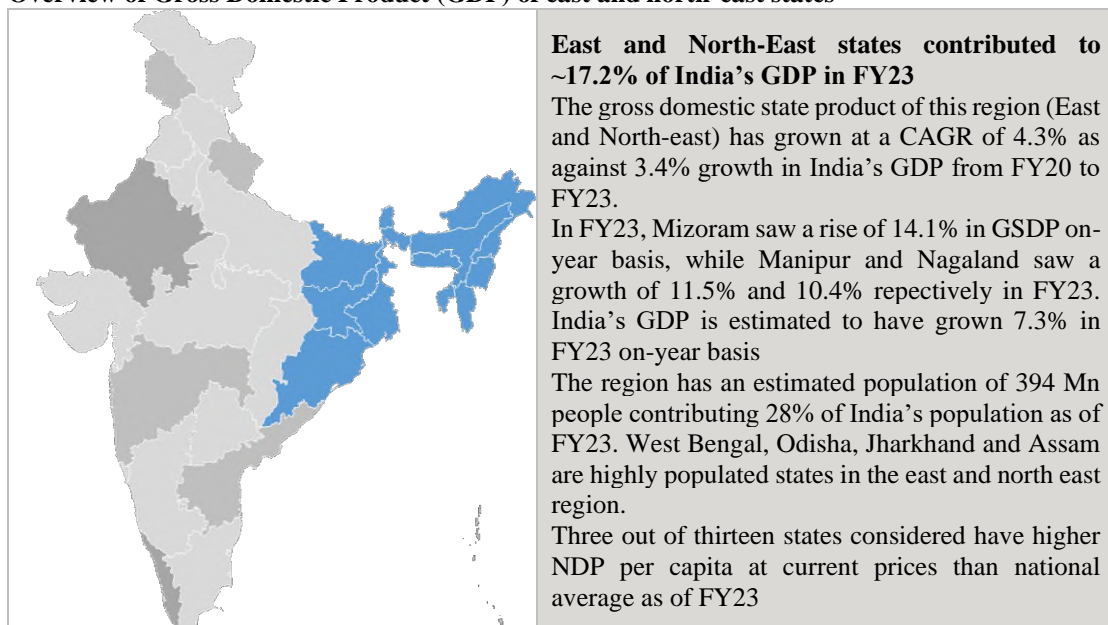 Overview of Gross Domestic Product (GDP) of east and north-east states
East and North-East states contributed to
~17.2% of India's GDP in FY23
The gross domestic state product of this region (East
and North-east) has grown at a CAGR of 4.3% as
against 3.4% growth in India's GDP from FY20 to
FY23.
In FY23, Mizoram saw a rise of 14.1% in GSDP on-
year basis, while Manipur and Nagaland saw a
growth of 11.5% and 10.4% repectively in FY23.
India's GDP is estimated to have grown 7.3% in
FY23 on-year basis
The region has an estimated population of 394 Mn
people contributing 28% of India's population as of
FY23. West Bengal, Odisha, Jharkhand and Assam
are highly populated states in the east and north east
region.
Three out of thirteen states considered have higher
NDP per capita at current prices than national
average as of FY23